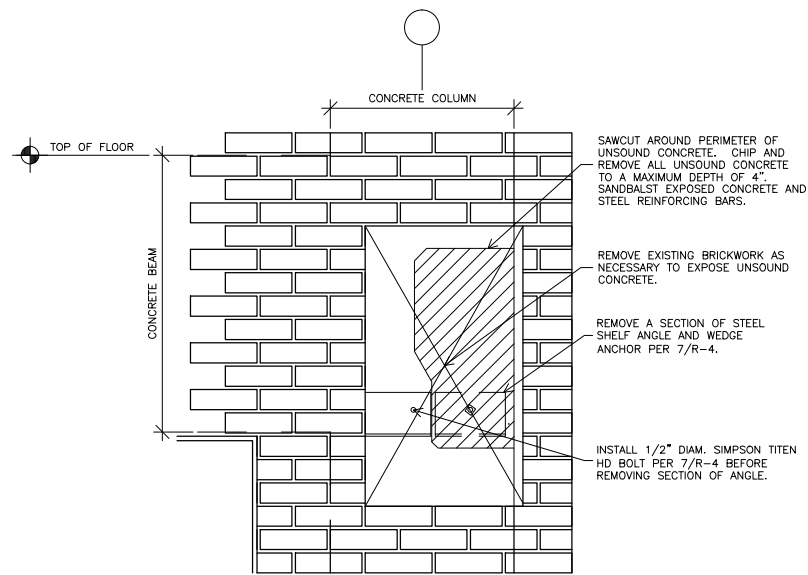 CONCRETE COLUMN
TOP OF FLOOR
CONCRETE BEAM
SAWCUT AROUND PERIMETER OF
UNSOUND CONCRETE. CHIP AND
REMOVE ALL UNSOUND CONCRETE
TO A MAXIMUM DEPTH OF 4".
SANDBALST EXPOSED CONCRETE AND
STEEL REINFORCING BARS.
REMOVE EXISTING BRICKWORK AS
NECESSARY TO EXPOSE UNSOUND
CONCRETE.
REMOVE A SECTION OF STEEL
SHELF ANGLE AND WEDGE
ANCHOR PER 7/R-4.
INSTALL 1/2" DIAM. SIMPSON TITEN
HD BOLT PER 7/R-4 BEFORE
REMOVING SECTION OF ANGLE.